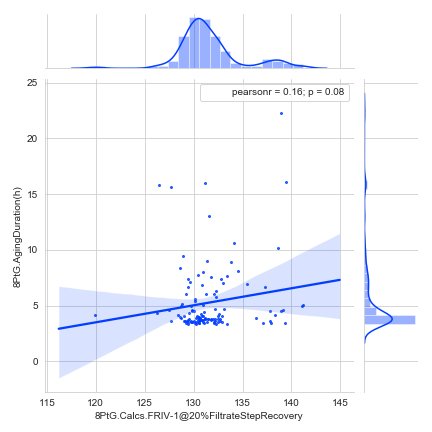 pearsonr = 0.16; p = 0.08
25
20
15
10
5
0
8PtG.AgingDuration(h)
115 120 125 130 135 140 145
8PtG.Calcs.FRIV-1@20%FiltrateStepRecovery